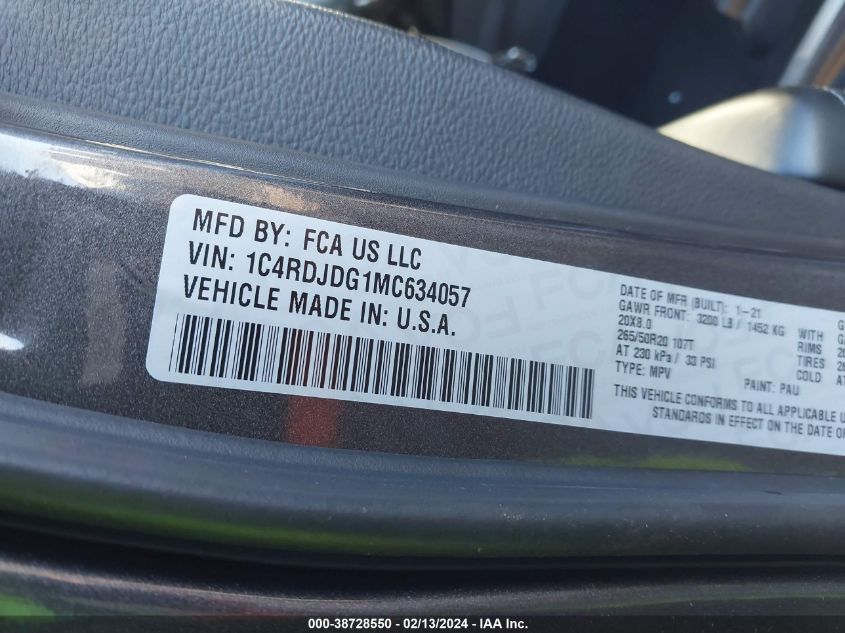 MFD BY: FCA US LLC
VIN: 1C4RDJDG1MC634057
VEHICLE MADE IN: U.S.A.
DATE OF MFR (BUILT): 1-21
GAWR FRONT: 3200 LB / 1452 KG WITH
20X8.0 RIMS
265/50R20 107T TIRES
AT 230 kPa / 33 PSI COLD
TYPE: MPV PAINT: PAU
THIS VEHICLE CONFORMS TO ALL APPLICABLE
STANDARDS IN EFFECT ON THE DATE OF
000-38728550 - 02/13/2024 - IAA Inc.